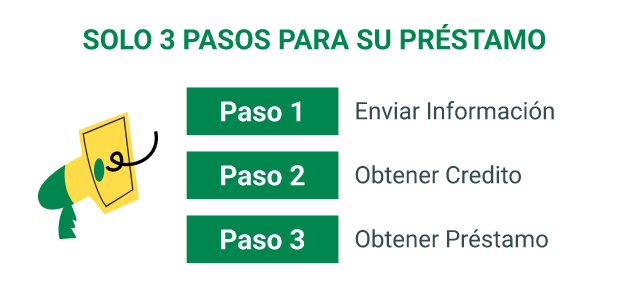 SOLO 3 PASOS PARA SU PRÉSTAMO
Paso 1 Enviar Información
Paso 2 Obtener Credito
Paso 3 Obtener Préstamo